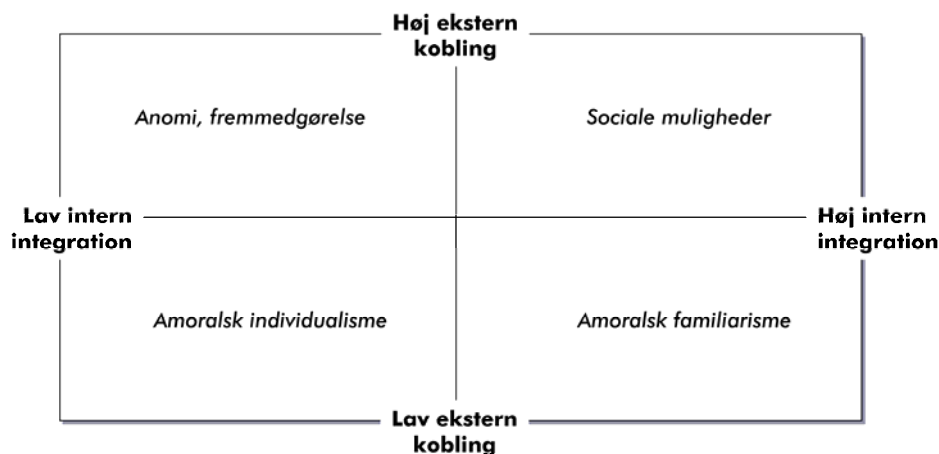 Høj ekstern
kobling
Anomi, fremmedgørelse
Sociale muligheder
Lav intern
integration
Høj intern
integration
Amoralsk individualisme
Amoralsk familiarisme
Lav ekstern
kobling